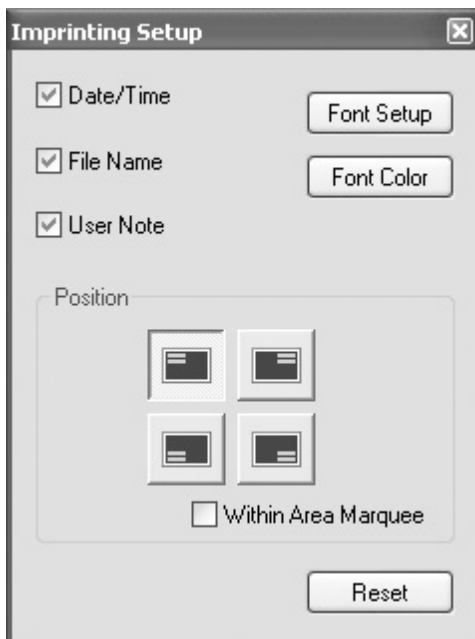 Imprinting Setup
Date/Time
Font Setup
File Name
Font Color
User Note
Position
Within Area Marquee
Reset